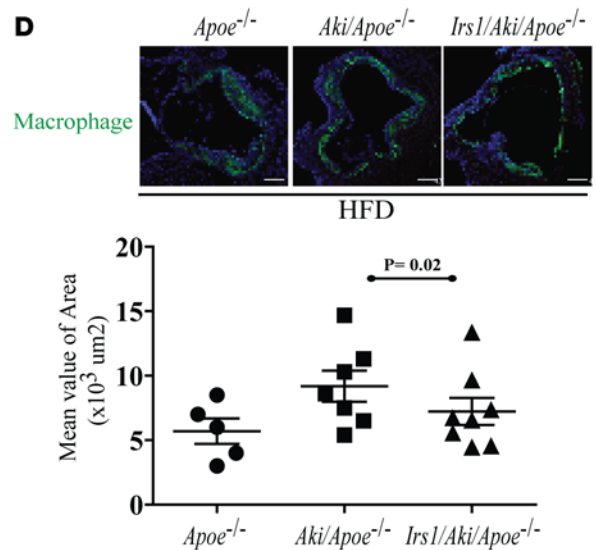 D
Apoe-/- Aki/Apoe-/- Irs1/Aki/Apoe-/-
Macrophage
HFD
20
15
10
5
0
P= 0.02
Mean value of Area
(x10³ um2)
Apoe-/- Aki/Apoe-/- Irs1/Aki/Apoe-/-